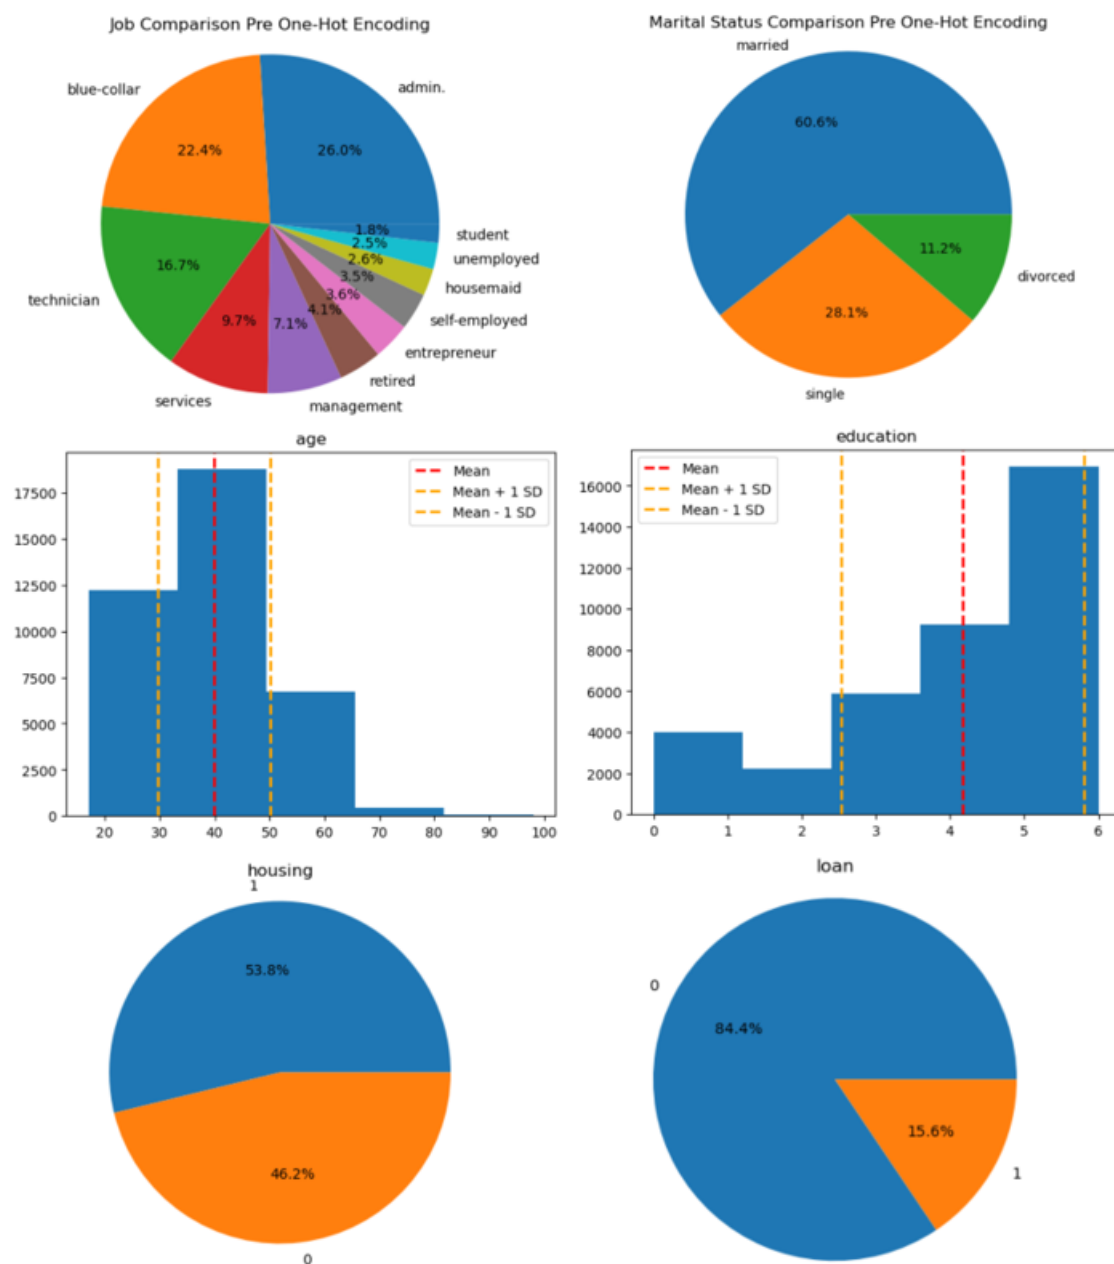 Job Comparison Pre One-Hot Encoding
blue-collar
admin.
22.4%
26.0%
1.8%
student
2.5%
unemployed
2.6%
housemaid
16.7%
3.5%
technician
3.6%
self-employed
9.7%
7.1%
4.1%
entrepreneur
retired
services
management
Marital Status Comparison Pre One-Hot Encoding
married
60.6%
11.2%
divorced
28.1%
single
age
Mean
Mean + 1 SD
Mean - 1 SD
17500
15000
12500
10000
7500
5000
2500
0
20 30 40 50 60 70 80 90 100
education
Mean
Mean + 1 SD
Mean - 1 SD
16000
14000
12000
10000
8000
6000
4000
2000
0
0 1 2 3 4 5 6
housing
1
53.8%
46.2%
0
loan
0
84.4%
15.6%
1